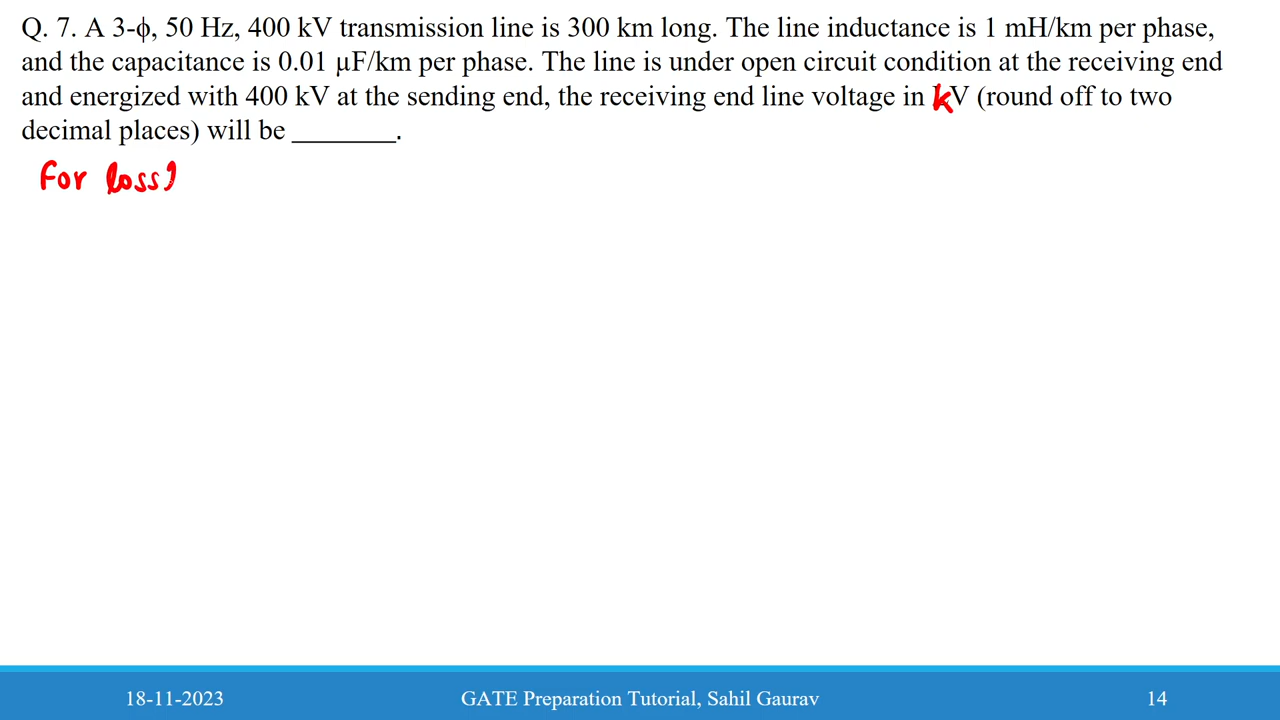 Q. 7. A 3-ϕ, 50 Hz, 400 kV transmission line is 300 km long. The line inductance is 1 mH/km per phase,
and the capacitance is 0.01 μF/km per phase. The line is under open circuit condition at the receiving end
and energized with 400 kV at the sending end, the receiving end line voltage in kV (round off to two
decimal places) will be ________.
For loss
18-11-2023
GATE Preparation Tutorial, Sahil Gaurav
14